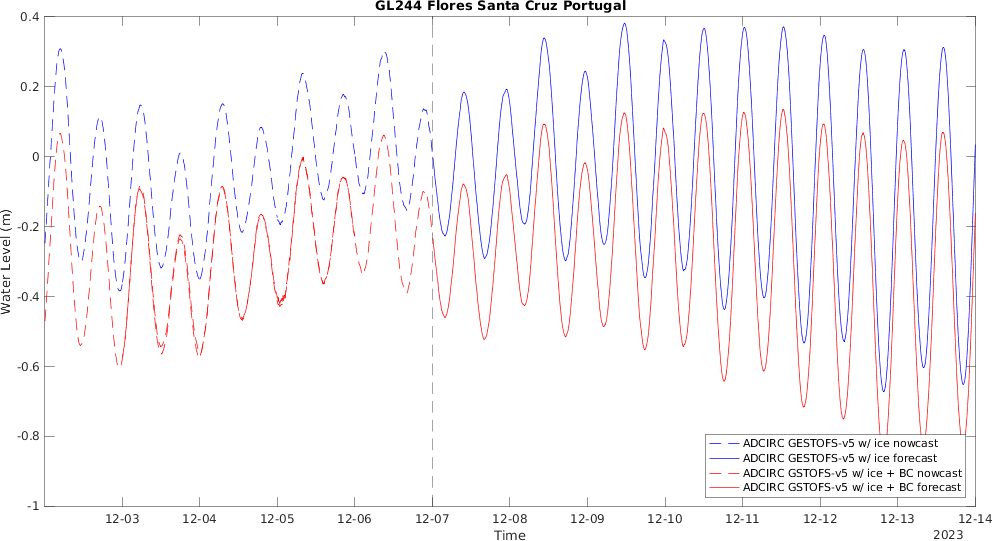 GL244 Flores Santa Cruz Portugal
0.4
0.2
0
-0.2
-0.4
-0.6
-0.8
-1
Water Level (m)
ADCIRC GESTOFS-v5 w/ ice nowcast
ADCIRC GESTOFS-v5 w/ ice forecast
ADCIRC GSTOFS-v5 w/ ice + BC nowcast
ADCIRC GSTOFS-v5 w/ ice + BC forecast
12-03 12-04 12-05 12-06 12-07 12-08 12-09 12-10 12-11 12-12 12-13 12-14
Time
2023